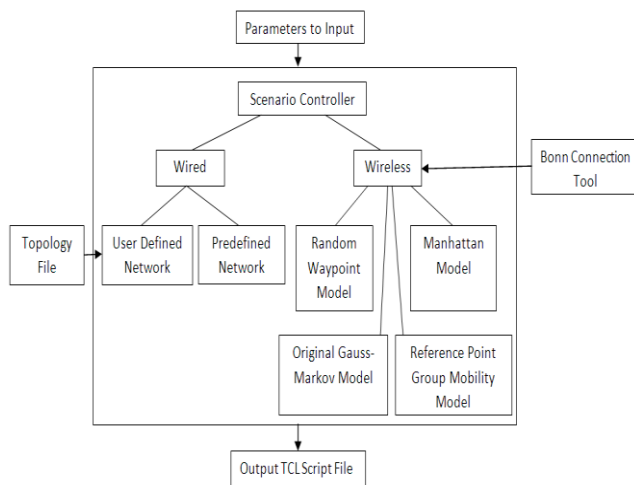 Parameters to Input
Scenario Controller
Wired
Wireless
Bonn Connection
Tool
Topology
File
User Defined
Network
Predefined
Network
Random
Waypoint
Model
Manhattan
Model
Original Gauss-
Markov Model
Reference Point
Group Mobility
Model
Output TCL Script File